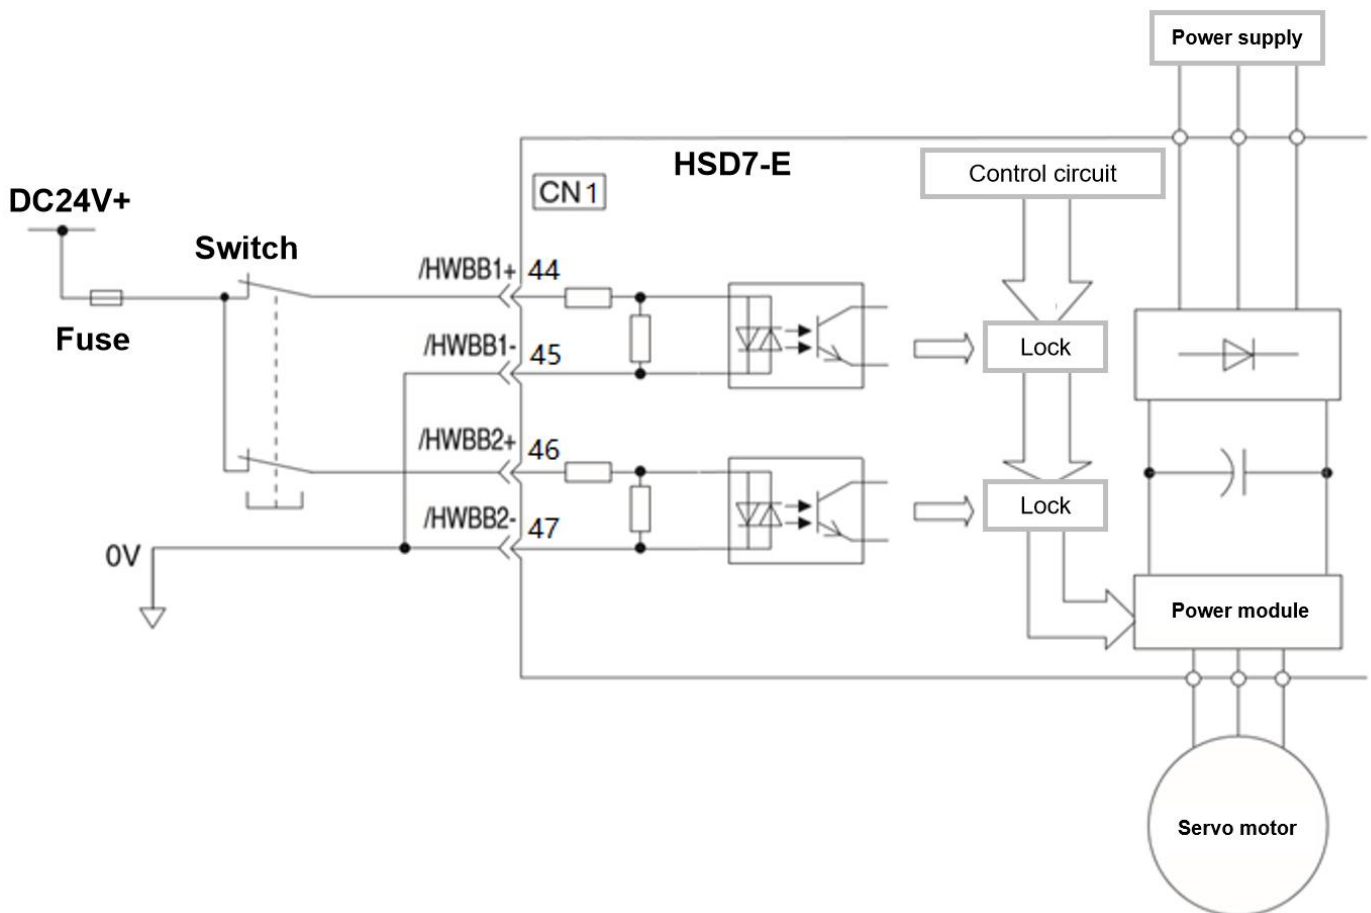 Power supply
HSD7-E
Control circuit
CN1
DC24V+
Switch
/HWBB1+ 44
Fuse
/HWBB1- 45
Lock
/HWBB2+ 46
Lock
/HWBB2- 47
0V
Power module
Servo motor